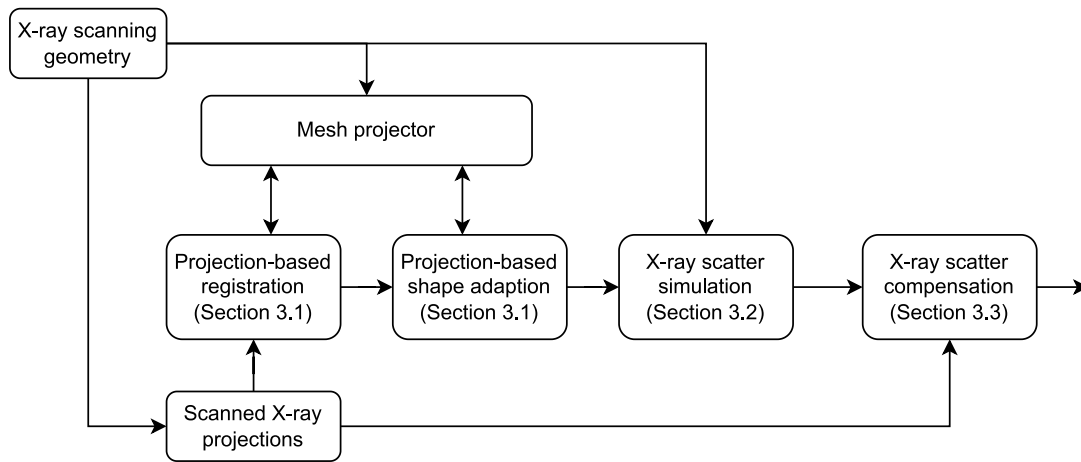 X-ray scanning
geometry
Mesh projector
Projection-based
registration
(Section 3.1)
Projection-based
shape adaption
(Section 3.1)
X-ray scatter
simulation
(Section 3.2)
X-ray scatter
compensation
(Section 3.3)
Scanned X-ray
projections